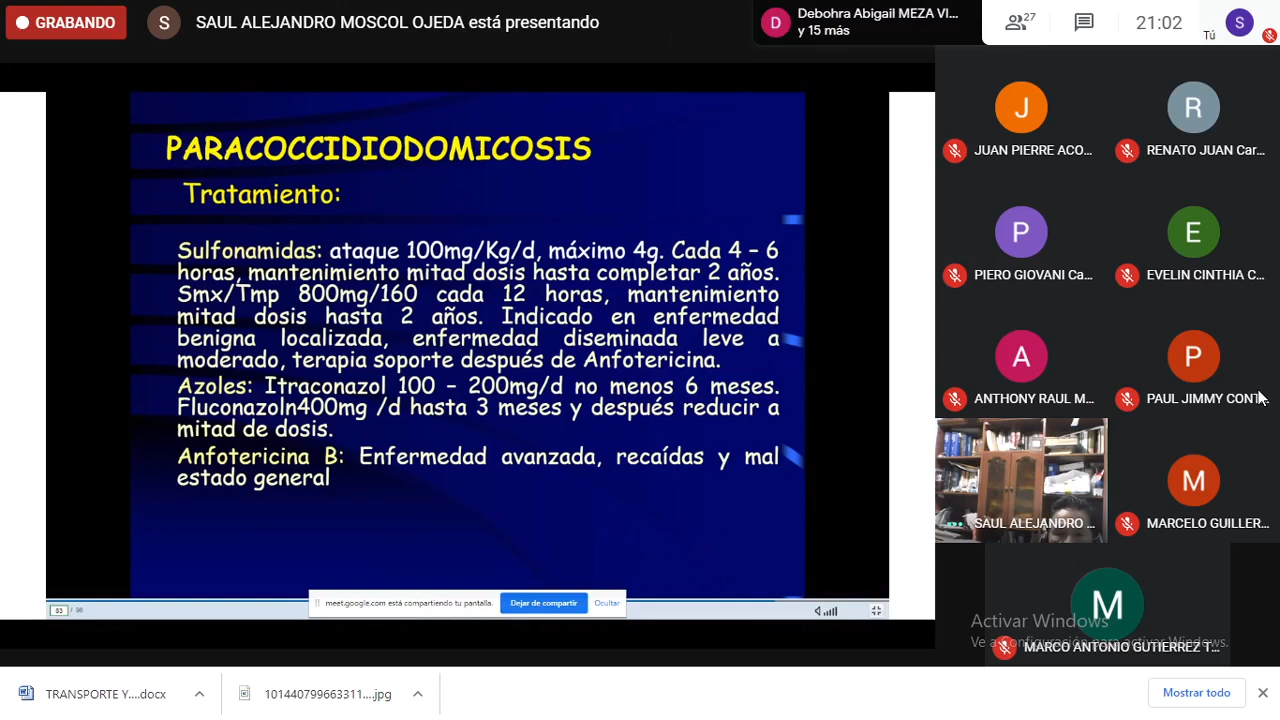 GRABANDO
S
SAUL ALEJANDRO MOSCOL OJEDA está presentando
D
Debohra Abigail MEZA VI...
y 15 más
27
21:02
Tú
S
PARACOCCIDIODOMICOSIS
Tratamiento:
Sulfonamidas: ataque 100mg/Kg/d, máximo 4g. Cada 4 – 6
horas, mantenimiento mitad dosis hasta completar 2 años.
Smx/Tmp 800mg/160 cada 12 horas, mantenimiento
mitad dosis hasta 2 años. Indicado en enfermedad
benigna localizada, enfermedad diseminada leve a
moderado, terapia soporte después de Anfotericina.
Azoles: Itraconazol 100 – 200mg/d no menos 6 meses.
Fluconazoln400mg /d hasta 3 meses y después reducir a
mitad de dosis.
Anfotericina B: Enfermedad avanzada, recaídas y mal
estado general
meet.google.com está compartiendo tu pantalla.
Dejar de compartir
Ocultar
J
JUAN PIERRE ACO...
R
RENATO JUAN Car...
P
PIERO GIOVANI Ca...
E
EVELIN CINTHIA C...
A
ANTHONY RAUL M...
P
PAUL JIMMY CONT...
SAUL ALEJANDRO ...
M
MARCELO GUILLER...
M
MARCO ANTONIO GUTIERREZ T...
Activar Windows
Ve a Configuración para activar Windows.
TRANSPORTE Y....docx
101440799663311....jpg
Mostrar todo